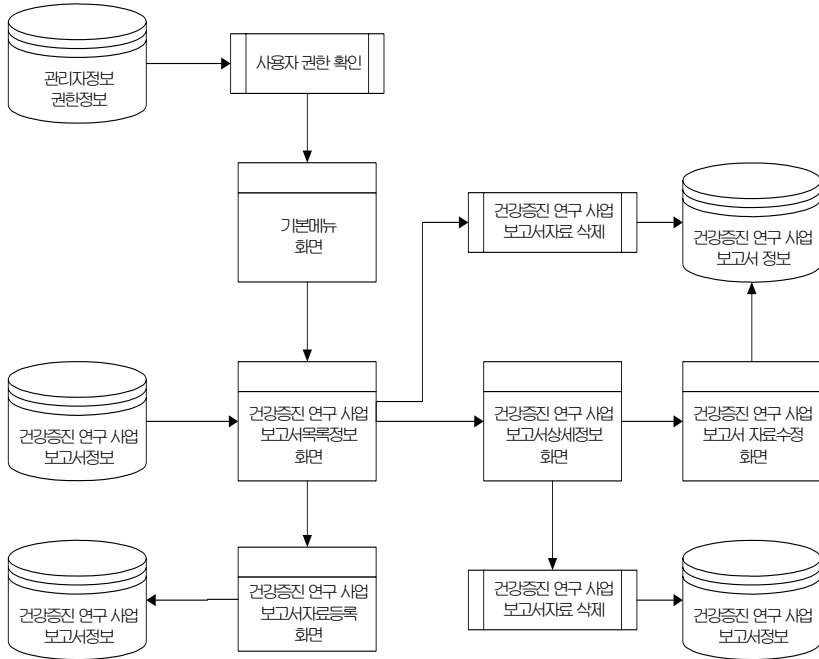 관리자정보
권한정보
사용자 권한 확인
기본메뉴
화면
건강증진 연구 사업
보고서자료 삭제
건강증진 연구 사업
보고서 정보
건강증진 연구 사업
보고서정보
건강증진 연구 사업
보고서목록정보
화면
건강증진 연구 사업
보고서상세정보
화면
건강증진 연구 사업
보고서 자료수정
화면
건강증진 연구 사업
보고서정보
건강증진 연구 사업
보고서자료등록
화면
건강증진 연구 사업
보고서자료 삭제
건강증진 연구 사업
보고서정보